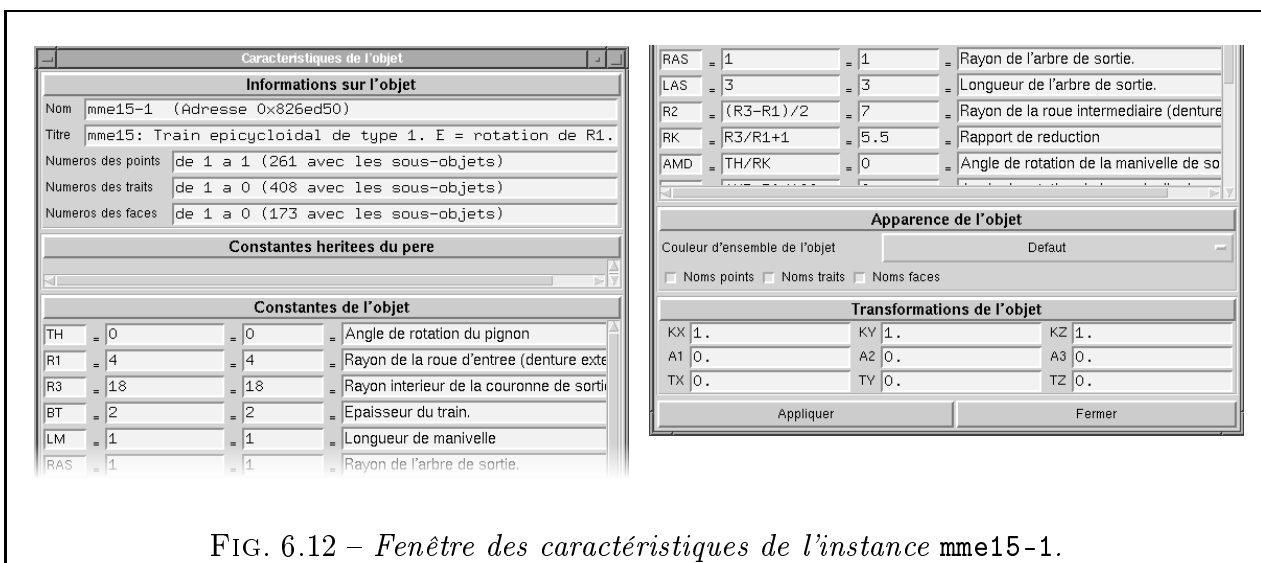 Caracteristiques de l'objet
Informations sur l'objet
Nom mme15-1 (Adresse 0x826ed50)
Titre mme15: Train epicycloidal de type 1. E = rotation de R1.
Numeros des points de 1 a 1 (261 avec les sous-objets)
Numeros des traits de 1 a 0 (408 avec les sous-objets)
Numeros des faces de 1 a 0 (173 avec les sous-objets)
Constantes heritees du pere
Constantes de l'objet
TH = 0 = 0 = Angle de rotation du pignon
R1 = 4 = 4 = Rayon de la roue d'entree (denture exte
R3 = 18 = 18 = Rayon interieur de la couronne de sorti
BT = 2 = 2 = Epaisseur du train.
LM = 1 = 1 = Longueur de manivelle
RAS = 1 = 1 = Rayon de l'arbre de sortie.
RAS = 1 = 1 = Rayon de l'arbre de sortie.
LAS = 3 = 3 = Longueur de l'arbre de sortie.
R2 = (R3-R1)/2 = 7 = Rayon de la roue intermediaire (denture
RK = R3/R1+1 = 5.5 = Rapport de reduction
AMD = TH/RK = 0 = Angle de rotation de la manivelle de so
Apparence de l'objet
Couleur d'ensemble de l'objet Defaut
Noms points Noms traits Noms faces
Transformations de l'objet
KX 1. KY 1. KZ 1.
A1 0. A2 0. A3 0.
TX 0. TY 0. TZ 0.
Appliquer Fermer
FIG. 6.12 – Fenêtre des caractéristiques de l'instance mme15-1.